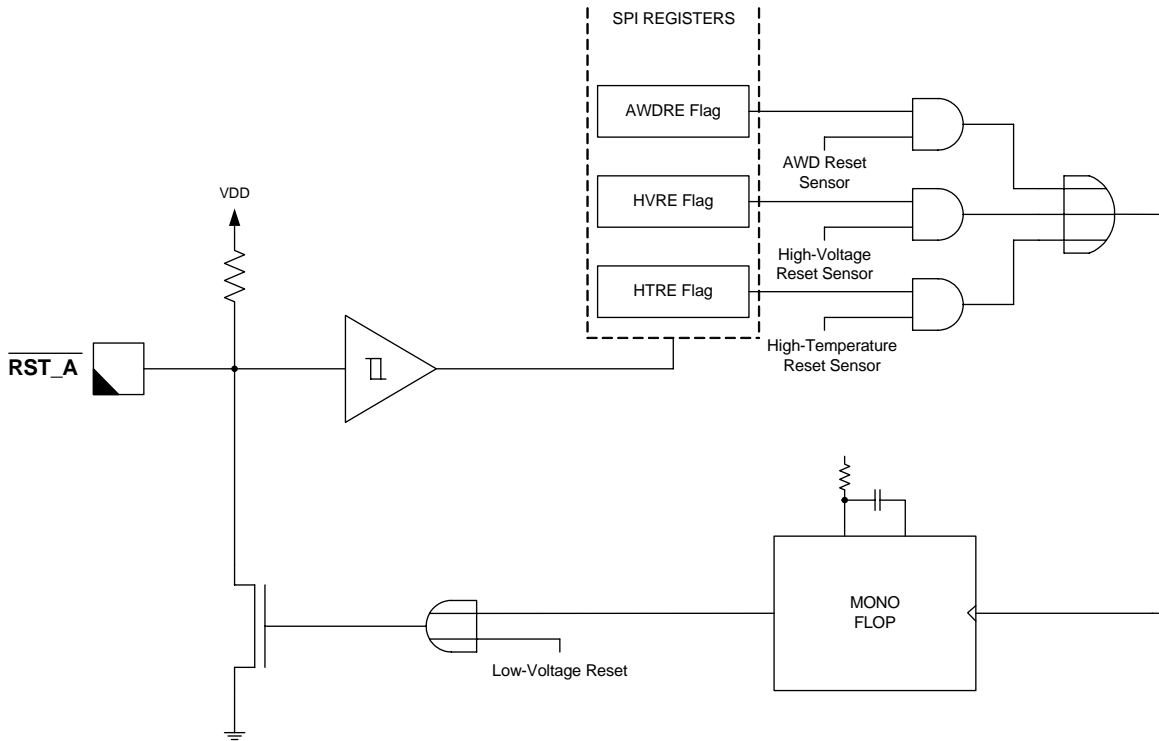 SPI REGISTERS
AWDRE Flag
AWD Reset
Sensor
HVRE Flag
High-Voltage
Reset Sensor
HTRE Flag
High-Temperature
Reset Sensor
VDD
RST_A
MONO
FLOP
Low-Voltage Reset